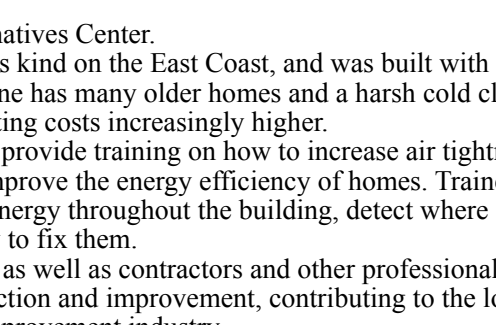 natives Center.
s kind on the East Coast, and was built with
ne has many older homes and a harsh cold cl
ting costs increasingly higher.
provide training on how to increase air tight
nprove the energy efficiency of homes. Train
nergy throughout the building, detect where
to fix them.
as well as contractors and other professional
ction and improvement, contributing to the lo
provement industry.